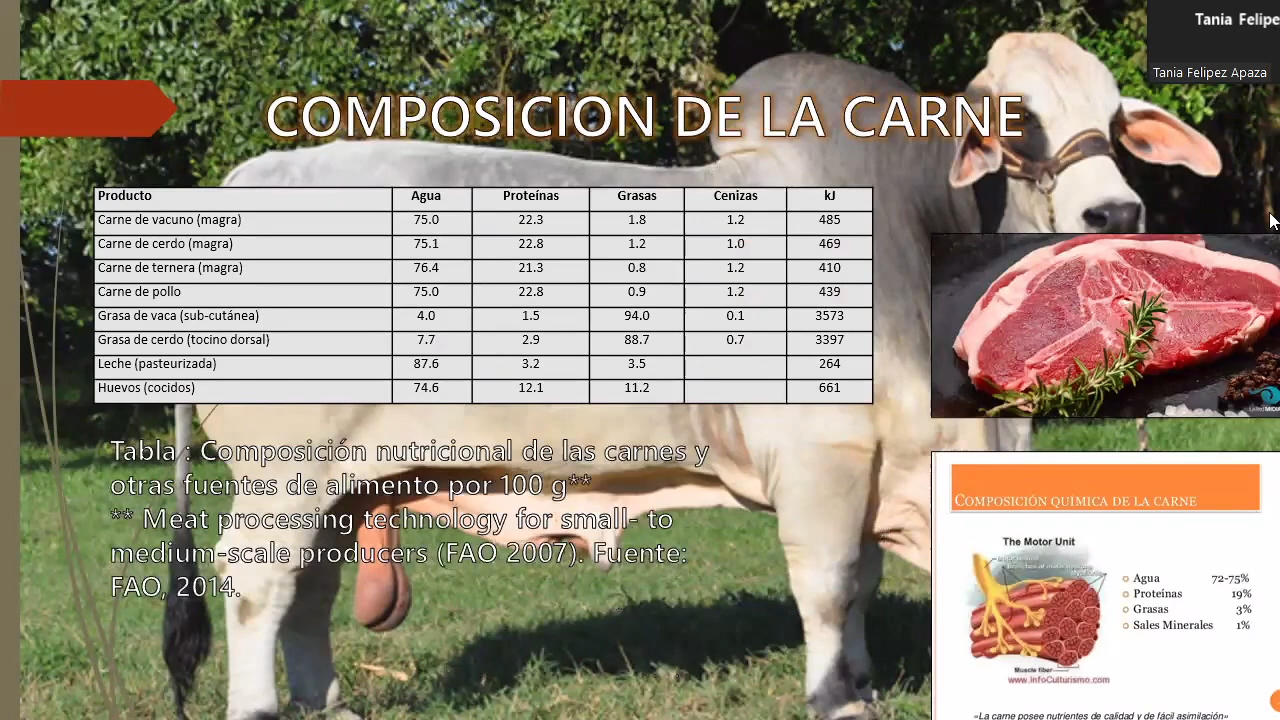 Tania Felipe
Tania Felipez Apaza
COMPOSICION DE LA CARNE
Producto Agua Proteínas Grasas Cenizas kJ
Carne de vacuno (magra) 75.0 22.3 1.8 1.2 485
Carne de cerdo (magra) 75.1 22.8 1.2 1.0 469
Carne de ternera (magra) 76.4 21.3 0.8 1.2 410
Carne de pollo 75.0 22.8 0.9 1.2 439
Grasa de vaca (sub-cutánea) 4.0 1.5 94.0 0.1 3573
Grasa de cerdo (tocino dorsal) 7.7 2.9 88.7 0.7 3397
Leche (pasteurizada) 87.6 3.2 3.5 264
Huevos (cocidos) 74.6 12.1 11.2 661
Tabla : Composición nutricional de las carnes y
otras fuentes de alimento por 100 g**
** Meat processing technology for small- to
medium-scale producers (FAO 2007). Fuente:
FAO, 2014.
COMPOSICIÓN QUÍMICA DE LA CARNE
The Motor Unit
Agua 72-75%
Proteínas 19%
Grasas 3%
Sales Minerales 1%
Muscle fiber
www.InfoCulturismo.com
«La carne posee nutrientes de calidad y de fácil asimilación»